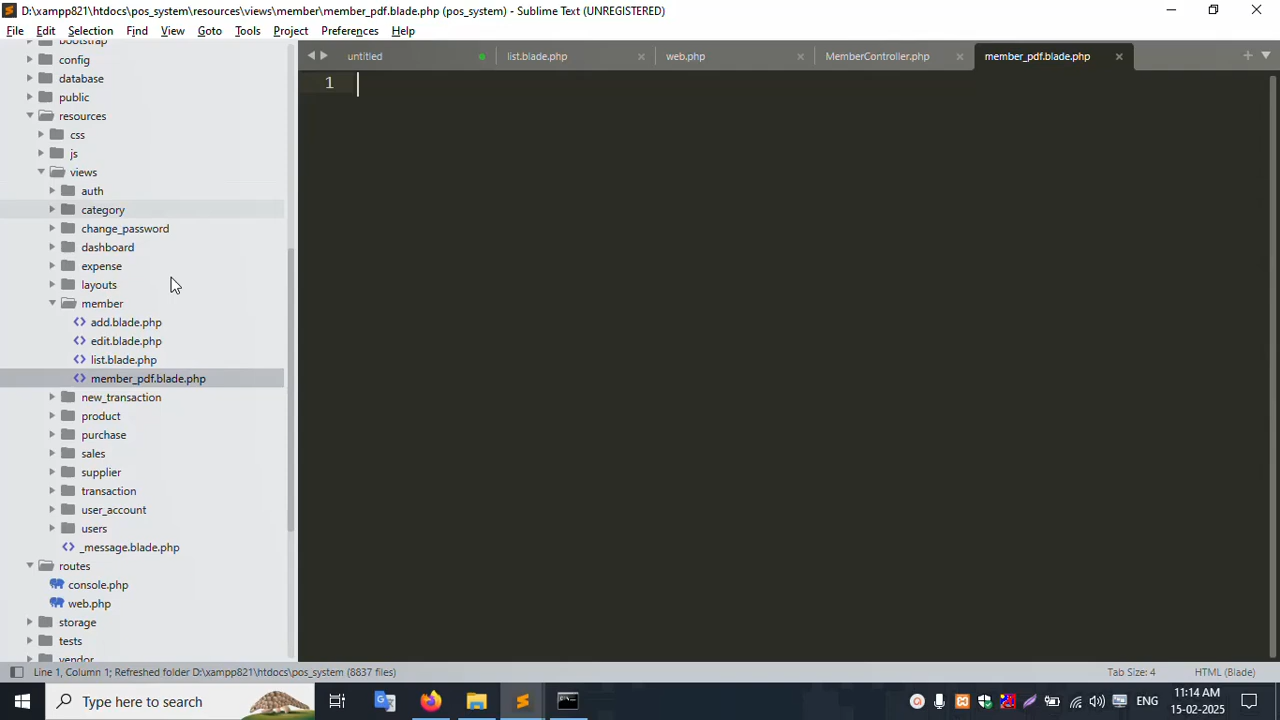 D:\xampp821\htdocs\pos_system\resources\views\member\member_pdf.blade.php (pos_system) - Sublime Text (UNREGISTERED)
File Edit Selection Find View Goto Tools Project Preferences Help
untitled list.blade.php web.php MemberController.php member_pdf.blade.php
1
bootstrap
config
database
public
resources
css
js
views
auth
category
change_password
dashboard
expense
layouts
member
add.blade.php
edit.blade.php
list.blade.php
member_pdf.blade.php
new_transaction
product
purchase
sales
supplier
transaction
user_account
users
_message.blade.php
routes
console.php
web.php
storage
tests
vendor
Line 1, Column 1; Refreshed folder D:\xampp821\htdocs\pos_system (8837 files) Tab Size: 4 HTML (Blade)
Type here to search ENG 11:14 AM
15-02-2025